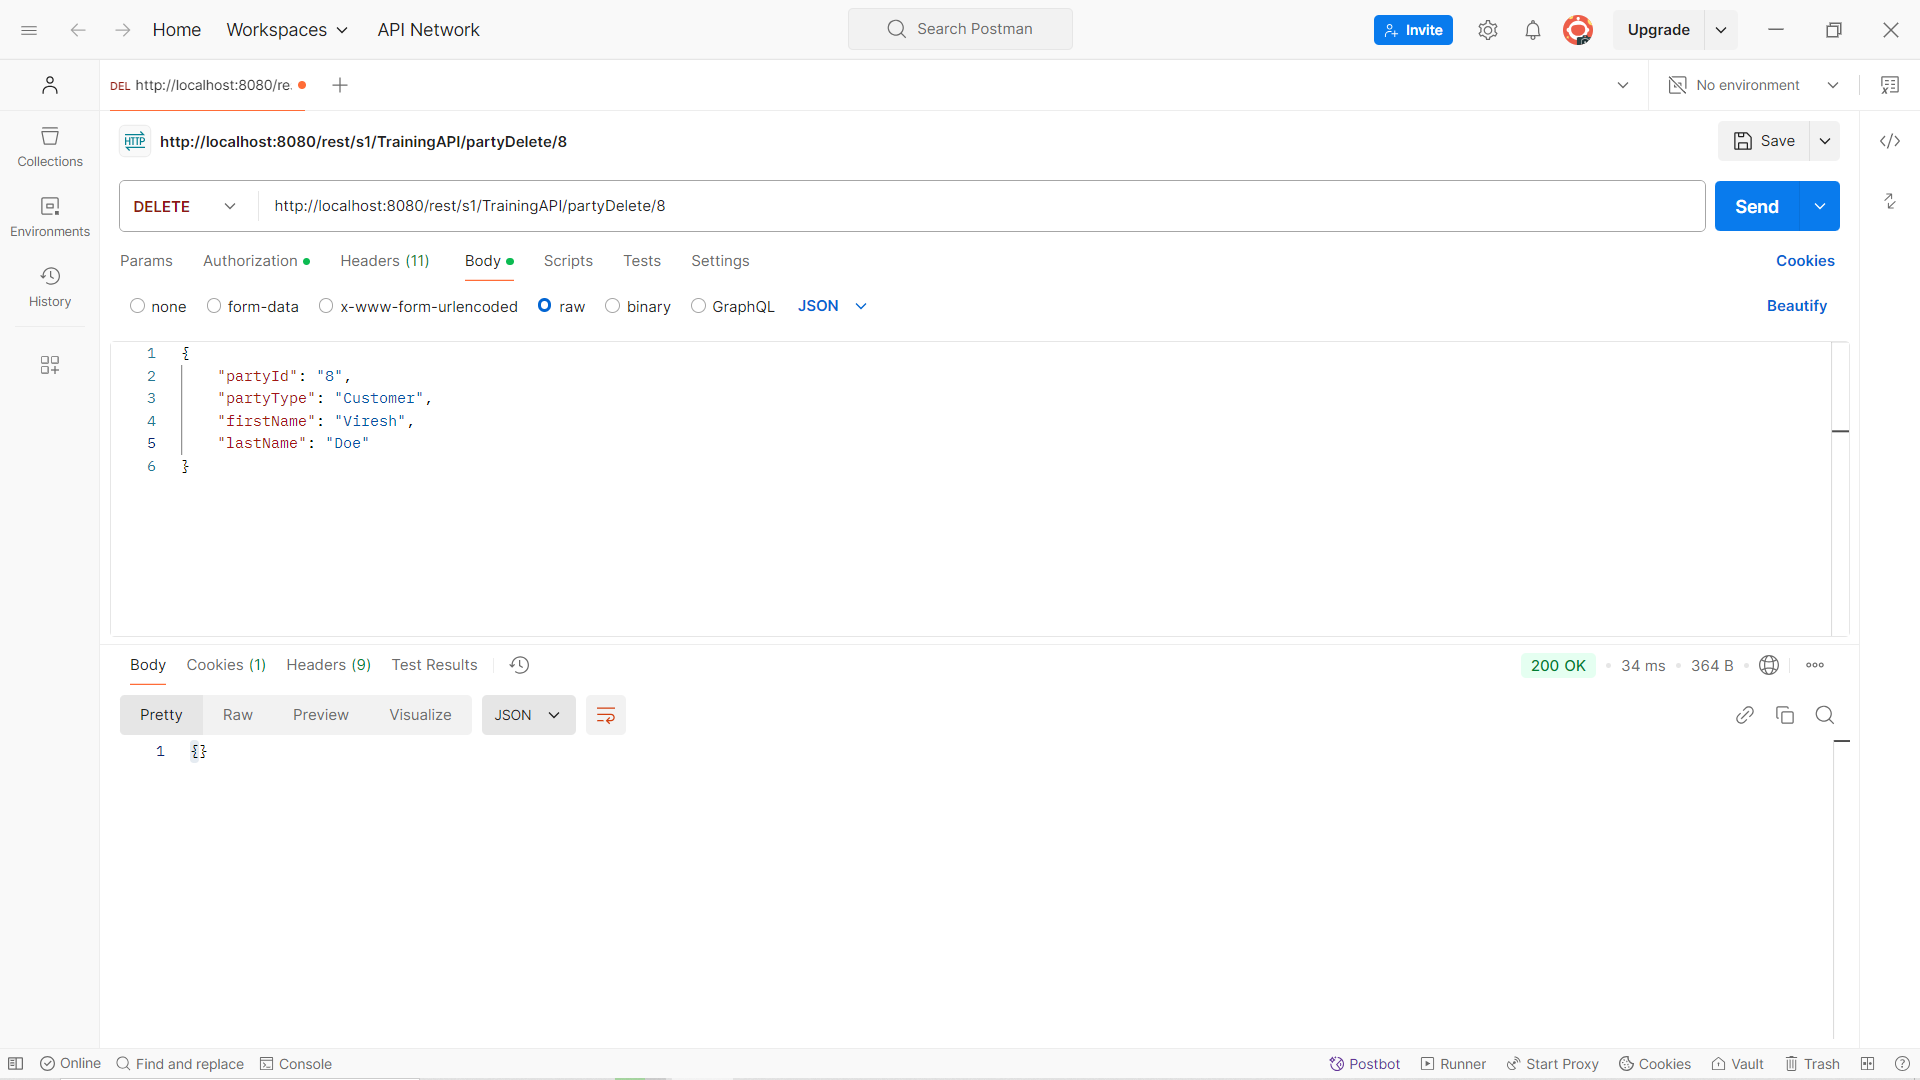 Home Workspaces API Network Search Postman Invite Upgrade
DEL http://localhost:8080/re. No environment
HTTP http://localhost:8080/rest/s1/TrainingAPI/partyDelete/8 Save
Collections
DELETE http://localhost:8080/rest/s1/TrainingAPI/partyDelete/8 Send
Environments
Params Authorization Headers (11) Body Scripts Tests Settings Cookies
History
none form-data x-www-form-urlencoded raw binary GraphQL JSON Beautify
1 {
2 "partyId": "8",
3 "partyType": "Customer",
4 "firstName": "Viresh",
5 "lastName": "Doe"
6 }
Body Cookies (1) Headers (9) Test Results 200 OK 34 ms 364 B
Pretty Raw Preview Visualize JSON
1 {}
Online Find and replace Console Postbot Runner Start Proxy Cookies Vault Trash